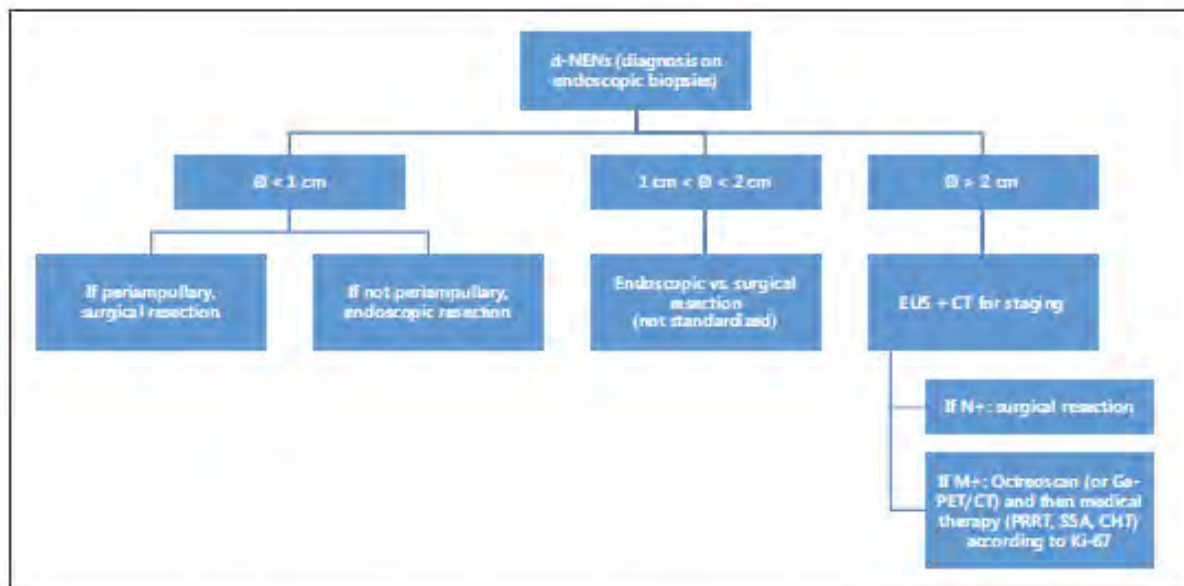 d-NENs (diagnosis on
endoscopic biopsies)
Ø < 1 cm
1 cm < Ø < 2 cm
Ø > 2 cm
If periampullary,
surgical resection
If not periampullary,
endoscopic resection
Endoscopic vs. surgical
resection
(not standardized)
EUS + CT for staging
If N+: surgical resection
If M+: Octreoscan (or Ga-
PET/CT) and then medical
therapy (PRRT, SSA, CHT)
according to Ki-67